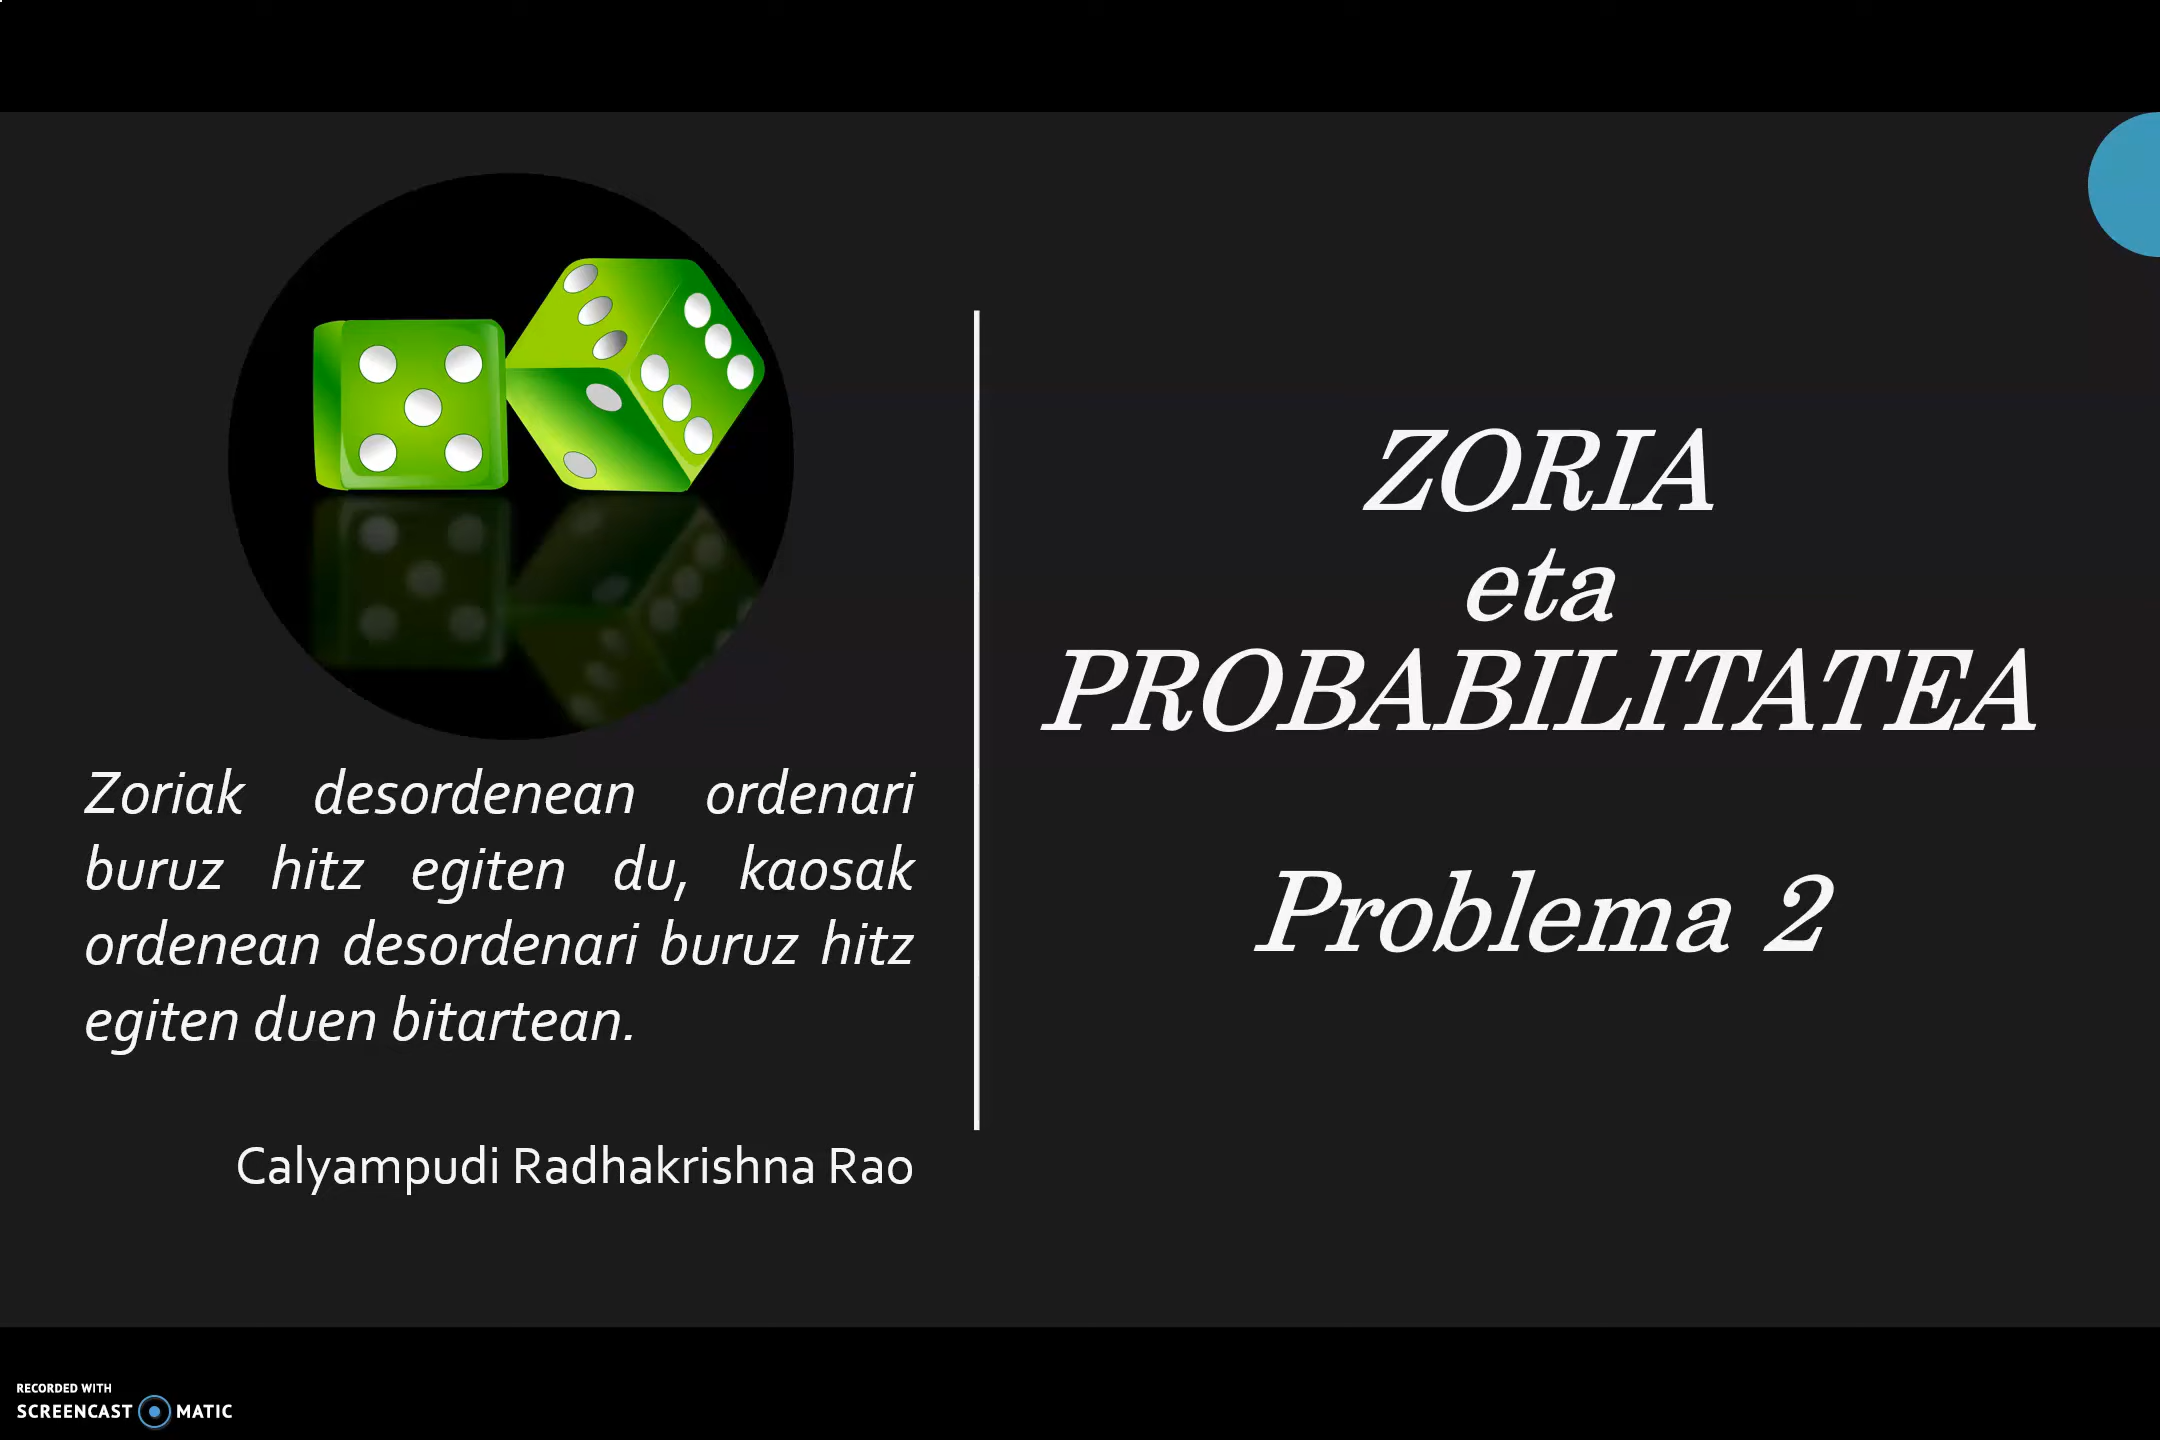 Zoriak desordenean ordenari
buruz hitz egiten du, kaosak
ordenean desordenari buruz hitz
egiten duen bitartean.
Calyampudi Radhakrishna Rao
ZORIA
eta
PROBABILITATEA
Problema 2
RECORDED WITH
SCREENCAST MATIC